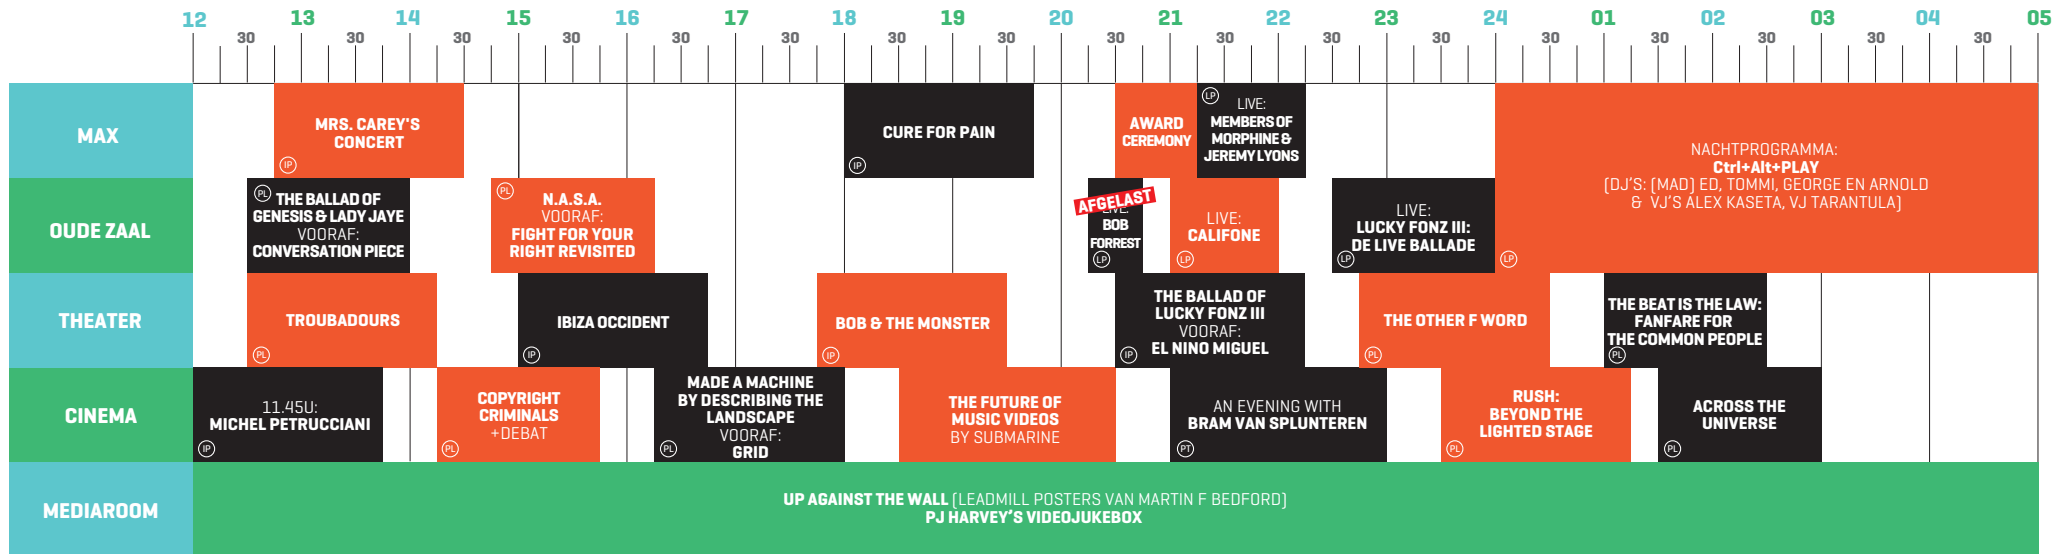 12 13 14 15 16 17 18 19 20 21 22 23 24 01 02 03 04 05
30 30 30 30 30 30 30 30 30 30 30 30 30 30 30 30 30
MAX
MRS. CAREY'S
CONCERT
IP
CURE FOR PAIN
IP
AWARD
CEREMONY
LP
LIVE:
MEMBERS OF
MORPHINE &
JEREMY LYONS
NACHTPROGRAMMA:
Ctrl+Alt+PLAY
(DJ'S: (MAD) ED, TOMMI, GEORGE EN ARNOLD
& VJ'S ALEX KASETA, VJ TARANTULA)
LP
OUDE ZAAL
PL
THE BALLAD OF
GENESIS & LADY JAYE
VOORAF:
CONVERSATION PIECE
PL
N.A.S.A.
VOORAF:
FIGHT FOR YOUR
RIGHT REVISITED
AFGELAST
LIVE:
BOB
FORREST
LP
LIVE:
CALIFONE
LP
LIVE:
LUCKY FONZ III:
DE LIVE BALLADE
LP
THEATER
TROUBADOURS
PL
IBIZA OCCIDENT
IP
BOB & THE MONSTER
IP
THE BALLAD OF
LUCKY FONZ III
VOORAF:
EL NINO MIGUEL
IP
THE OTHER F WORD
PL
THE BEAT IS THE LAW:
FANFARE FOR
THE COMMON PEOPLE
PL
CINEMA
11.45U:
MICHEL PETRUCCIANI
IP
COPYRIGHT
CRIMINALS
+DEBAT
PL
MADE A MACHINE
BY DESCRIBING THE
LANDSCAPE
VOORAF:
GRID
PL
THE FUTURE OF
MUSIC VIDEOS
BY SUBMARINE
AN EVENING WITH
BRAM VAN SPLUNTEREN
PT
RUSH:
BEYOND THE
LIGHTED STAGE
PL
ACROSS THE
UNIVERSE
PL
MEDIAROOM
UP AGAINST THE WALL (LEADMILL POSTERS VAN MARTIN F BEDFORD)
PJ HARVEY'S VIDEOJUKEBOX